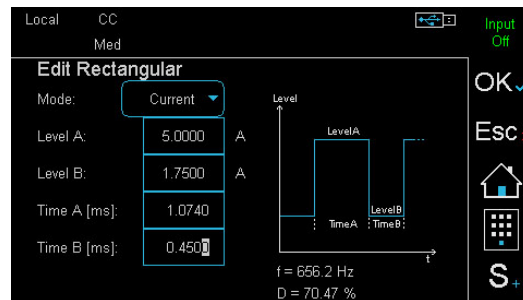 Local CC Input
Med Off
Edit Rectangular
OK
Mode: Current Level
Level A: 5.0000 A LevelA Esc
Level B: 1.7500 A
LevelB
Time A [ms]: 1.0740 TimeA TimeB
Time B [ms]: 0.4500 t
f = 656.2 Hz S+
D = 70.47 %